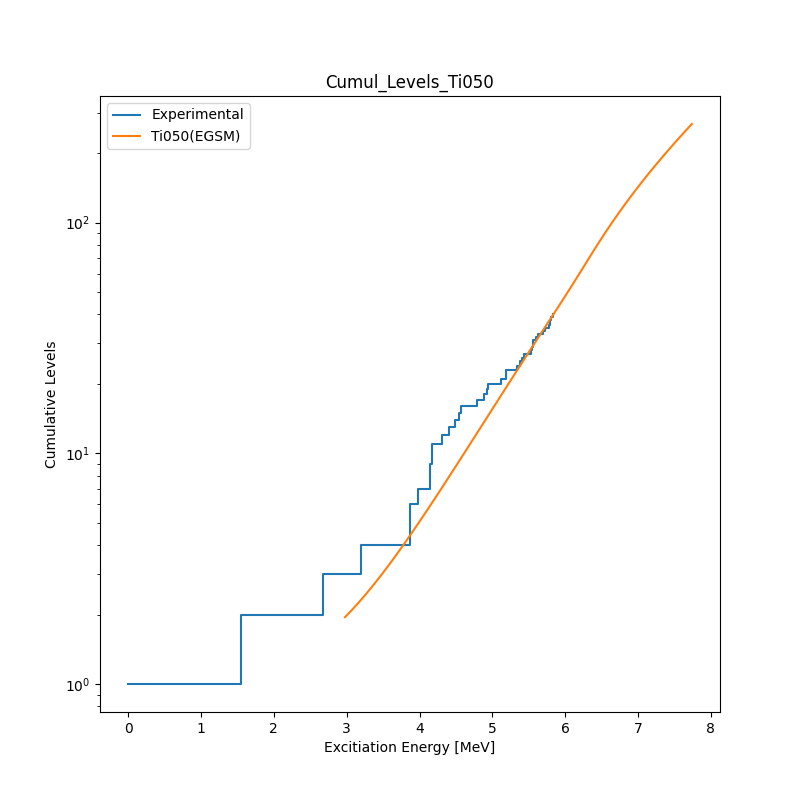 Cumul_Levels_Ti050
Experimental
Ti050(EGSM)
Cumulative Levels
10²
10¹
10⁰
0 1 2 3 4 5 6 7 8
Excitiation Energy [MeV]